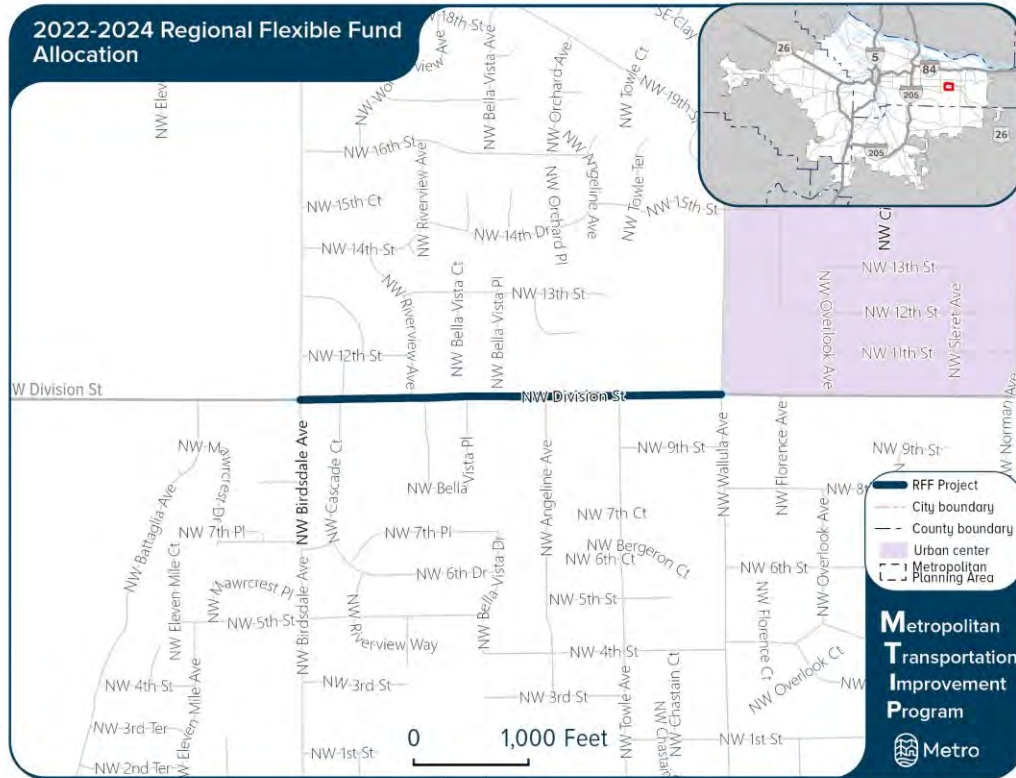 2022-2024 Regional Flexible Fund
Allocation
NW-18th-St
SE-Clay
26
5
84
205
26
205
NW Bella-Vista Ave
NW-Orchard-Ave
NW Towle Ct
NW-19th-S
NW-16th-St
NW-Angeline Ave
NW-15th Ct
NW Riverview Ave
NW Orchard Pl
NW-Towle-Ter
NW-15th-St
NW-14th-St
NW-14th Dr
NW-13th-St
NW-Riverview Ave
NW Bella-Vista Ct
NW Bella Vista Pl
NW-13th St
NW Overlook Ave
NW-12th St
NW-Sleret Ave
NW-12th St
NW-11th St
W Division St
NW Division St
NW Birdsdale Ave
NW-Cascade Ct
NW-Bella
Vista Pl
NW-Angeline Ave
NW-9th-St
NW-Wallula Ave
NW-Florence-Ave
NW-9th St
W Norman Ave
NW-Battaglia Ave
NW-7th Pl
NW-7th-Pl
NW 7th Ct
NW Bergeron Ct
NW-Overlook Ave
NW-6th Dr
NW 6th Ct
NW-6th St
NW Eleven Mile Ct
NW Mawrcrest Pl
NW-5th St
NW Birdsdale Ave
NW-Bella-Vista Dr
NW-5th-St
NW Florence Ct
NW-4th-St
NW Overlook Ct
NW-4th St
NW-3rd St
NW-3rd St
NW-Towle Ave
NW-Chastain Ct
NW-3rd Ter
NW-Eleven Mile Ave
NW-2nd Ter
NW-1st St
NW-1st St
0 1,000 Feet
RFF Project
City boundary
County boundary
Urban center
Metropolitan
Planning Area
Metropolitan
Transportation
Improvement
Program
Metro